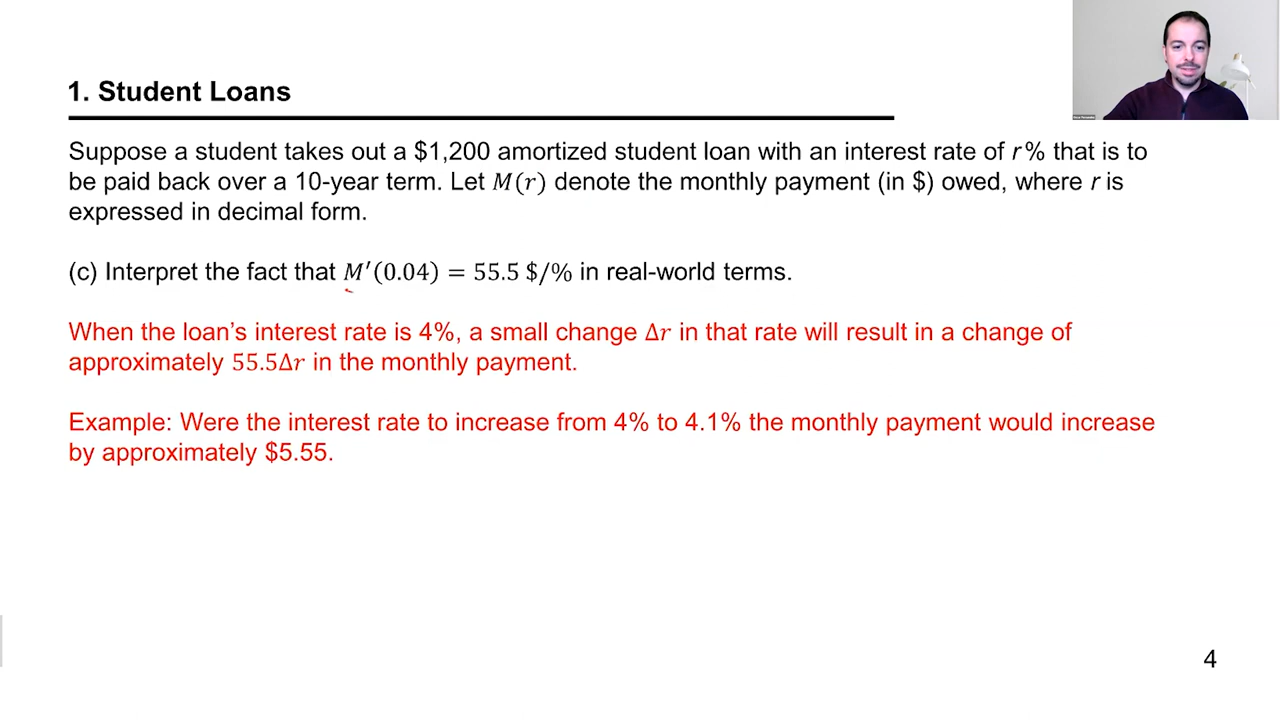 1. Student Loans
Suppose a student takes out a $1,200 amortized student loan with an interest rate of r% that is to
be paid back over a 10-year term. Let M(r) denote the monthly payment (in $) owed, where r is
expressed in decimal form.
(c) Interpret the fact that M′(0.04) = 55.5 $/% in real-world terms.
When the loan’s interest rate is 4%, a small change Δr in that rate will result in a change of
approximately 55.5Δr in the monthly payment.
Example: Were the interest rate to increase from 4% to 4.1% the monthly payment would increase
by approximately $5.55.
4